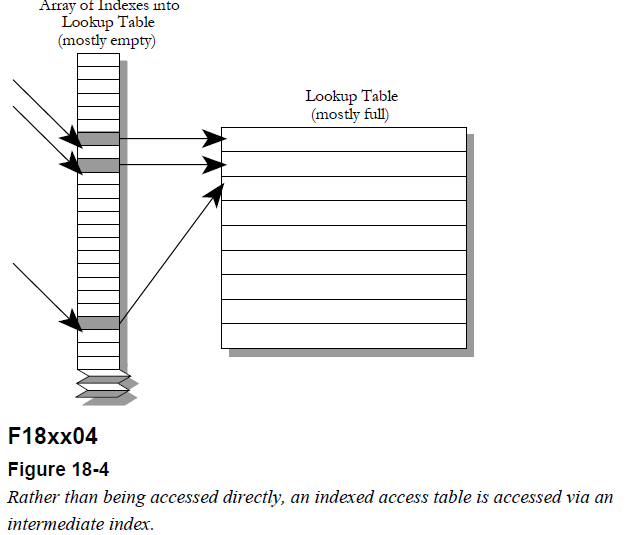 Array of Indexes into
Lookup Table
(mostly empty)
Lookup Table
(mostly full)
F18xx04
Figure 18-4
Rather than being accessed directly, an indexed access table is accessed via an
intermediate index.